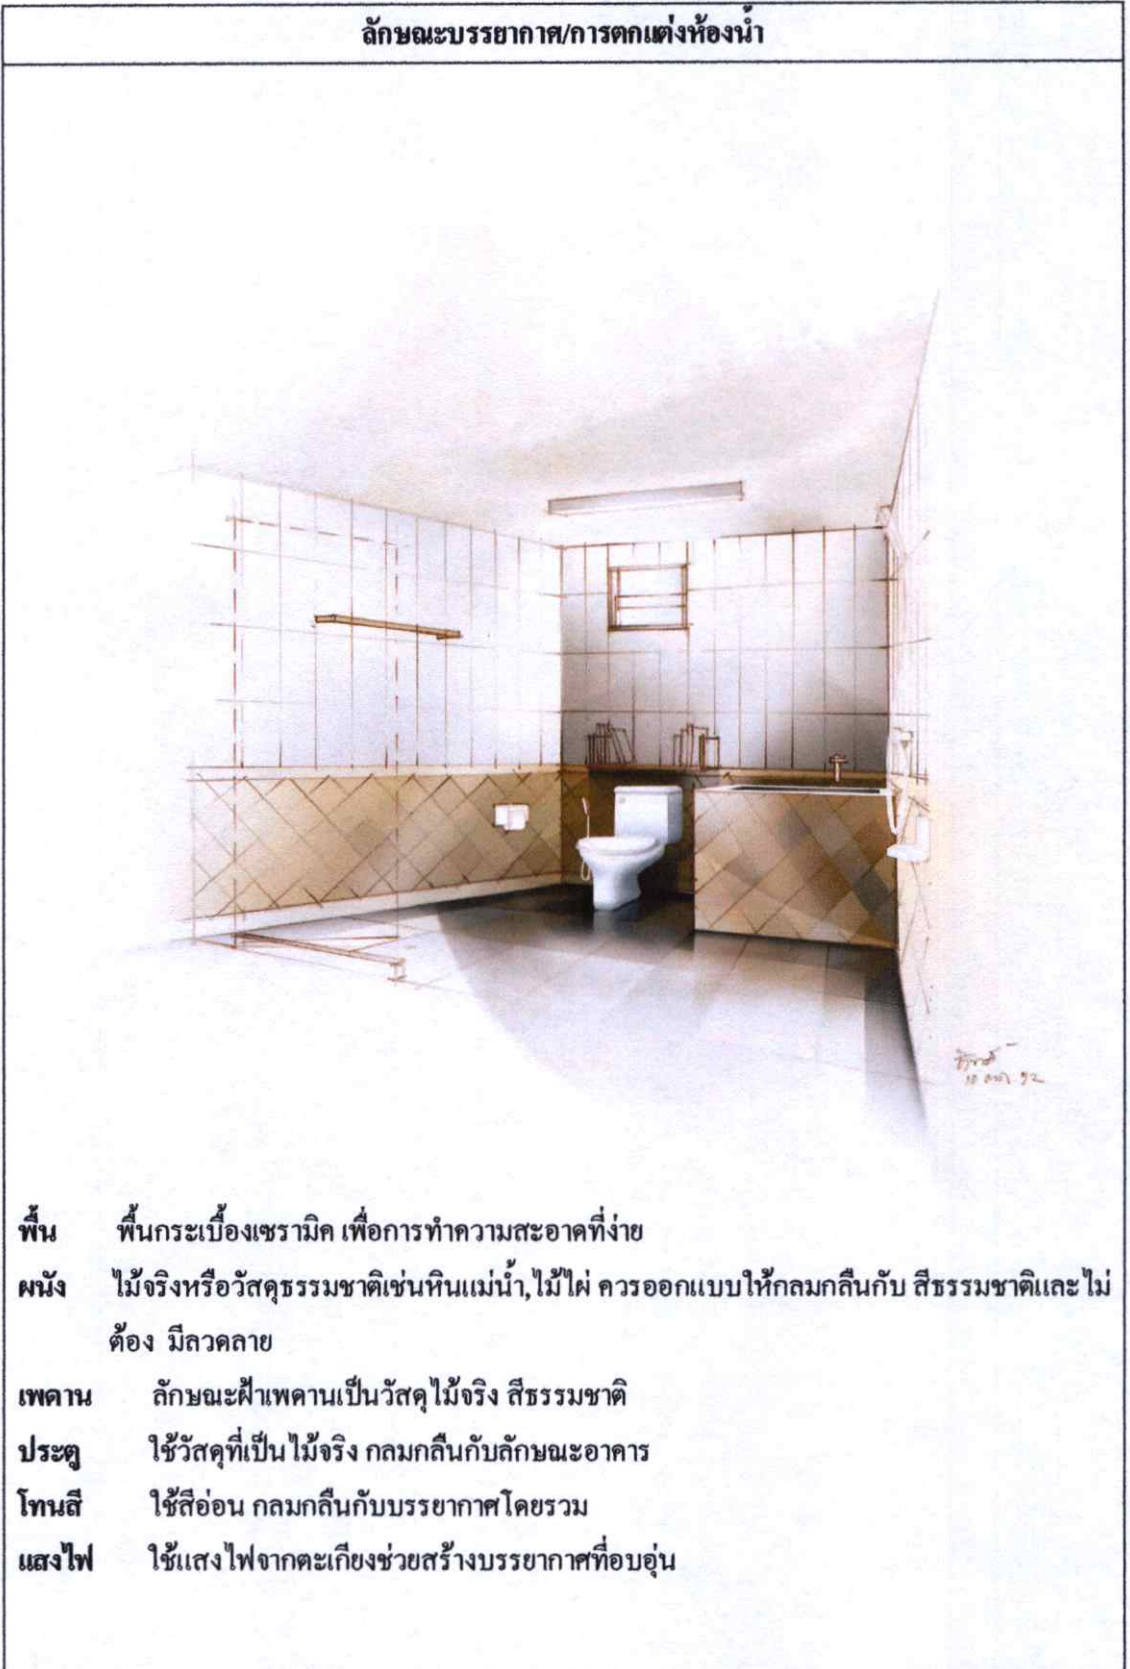 ลักษณะบรรยากาศ/การตกแต่งห้องน้ำ
พื้น พื้นกระเบื้องเซรามิค เพื่อการทำความสะอาดที่ง่าย
ผนัง ไม้จริงหรือวัสดุธรรมชาติเช่นหินแม่น้ำ,ไม้ไผ่ ควรออกแบบให้กลมกลืนกับ สีธรรมชาติและไม่
ต้อง มีลวดลาย
เพดาน ลักษณะฝ้าเพดานเป็นวัสดุไม้จริง สีธรรมชาติ
ประตู ใช้วัสดุที่เป็นไม้จริง กลมกลืนกับลักษณะอาคาร
โทนสี ใช้สีอ่อน กลมกลืนกับบรรยากาศโดยรวม
แสงไฟ ใช้แสงไฟจากตะเกียงช่วยสร้างบรรยากาศที่อบอุ่น